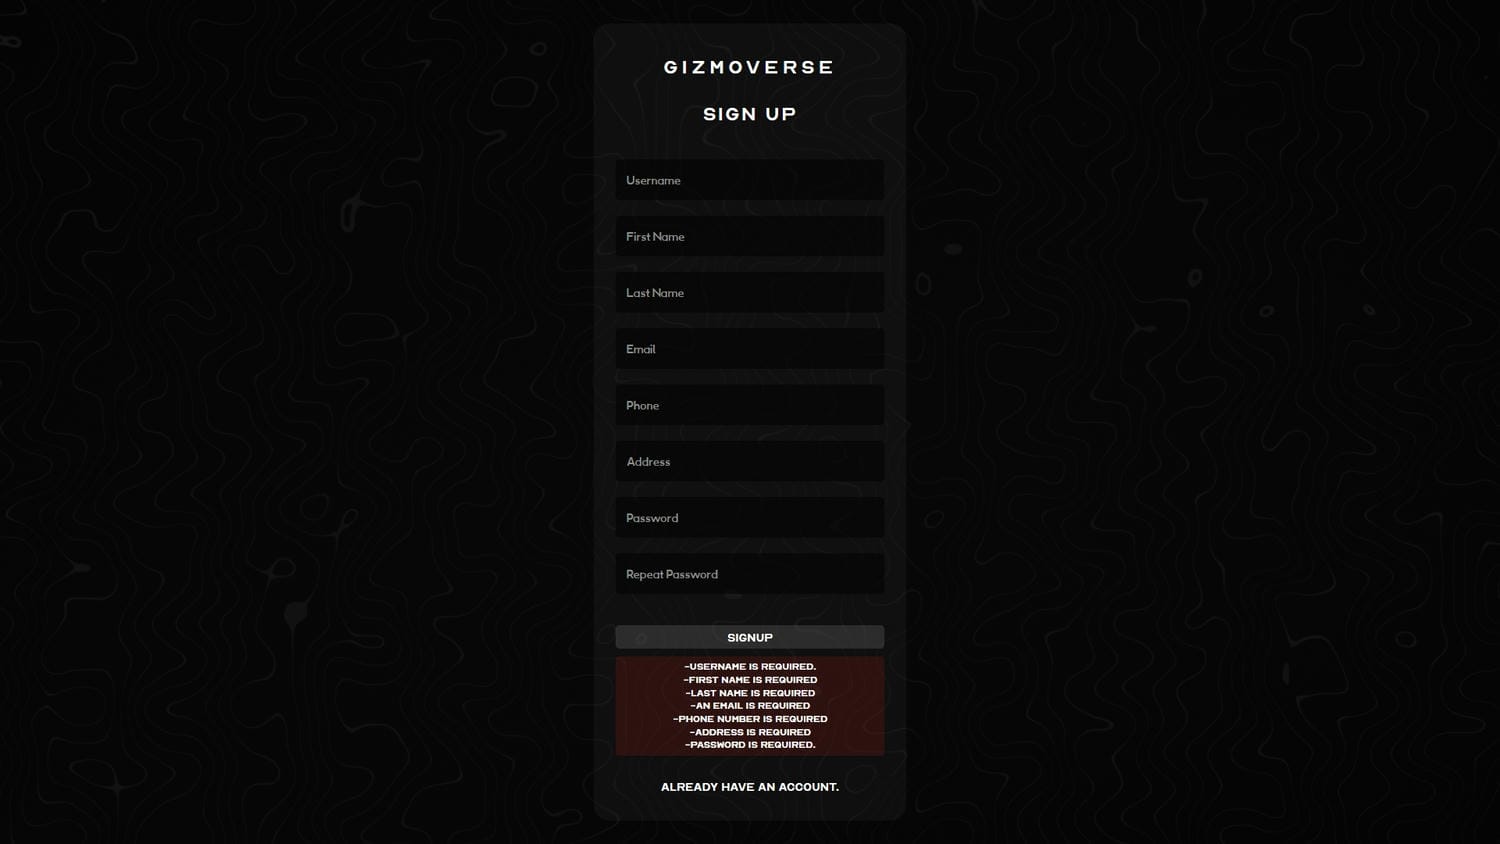 GIZMOVERSE
SIGN UP
Username
First Name
Last Name
Email
Phone
Address
Password
Repeat Password
SIGNUP
-USERNAME IS REQUIRED.
-FIRST NAME IS REQUIRED
-LAST NAME IS REQUIRED
-AN EMAIL IS REQUIRED
-PHONE NUMBER IS REQUIRED
-ADDRESS IS REQUIRED
-PASSWORD IS REQUIRED.
ALREADY HAVE AN ACCOUNT.